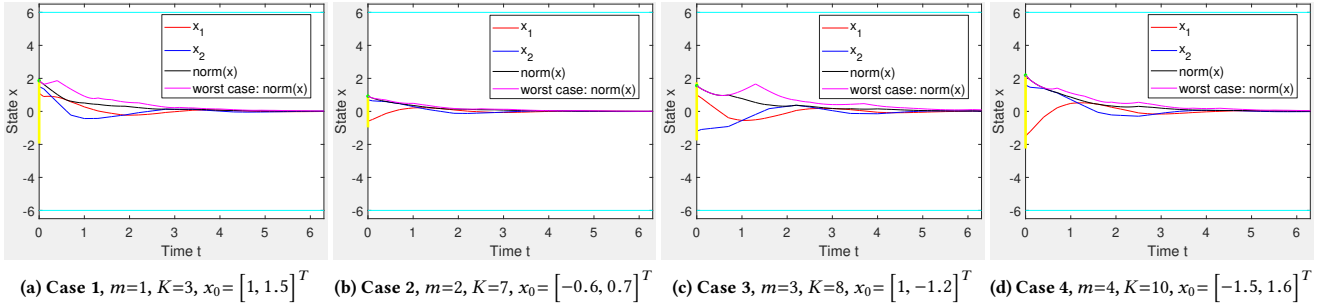 6
4
2
0
-2
-4
-6
State x
x1
x2
norm(x)
worst case: norm(x)
0 1 2 3 4 5 6
Time t
(a) Case 1, m=1, K=3, x0= [1, 1.5]^T
6
4
2
0
-2
-4
-6
State x
x1
x2
norm(x)
worst case: norm(x)
0 1 2 3 4 5 6
Time t
(b) Case 2, m=2, K=7, x0= [−0.6, 0.7]^T
6
4
2
0
-2
-4
-6
State x
x1
x2
norm(x)
worst case: norm(x)
0 1 2 3 4 5 6
Time t
(c) Case 3, m=3, K=8, x0= [1, −1.2]^T
6
4
2
0
-2
-4
-6
State x
x1
x2
norm(x)
worst case: norm(x)
0 1 2 3 4 5 6
Time t
(d) Case 4, m=4, K=10, x0= [−1.5, 1.6]^T